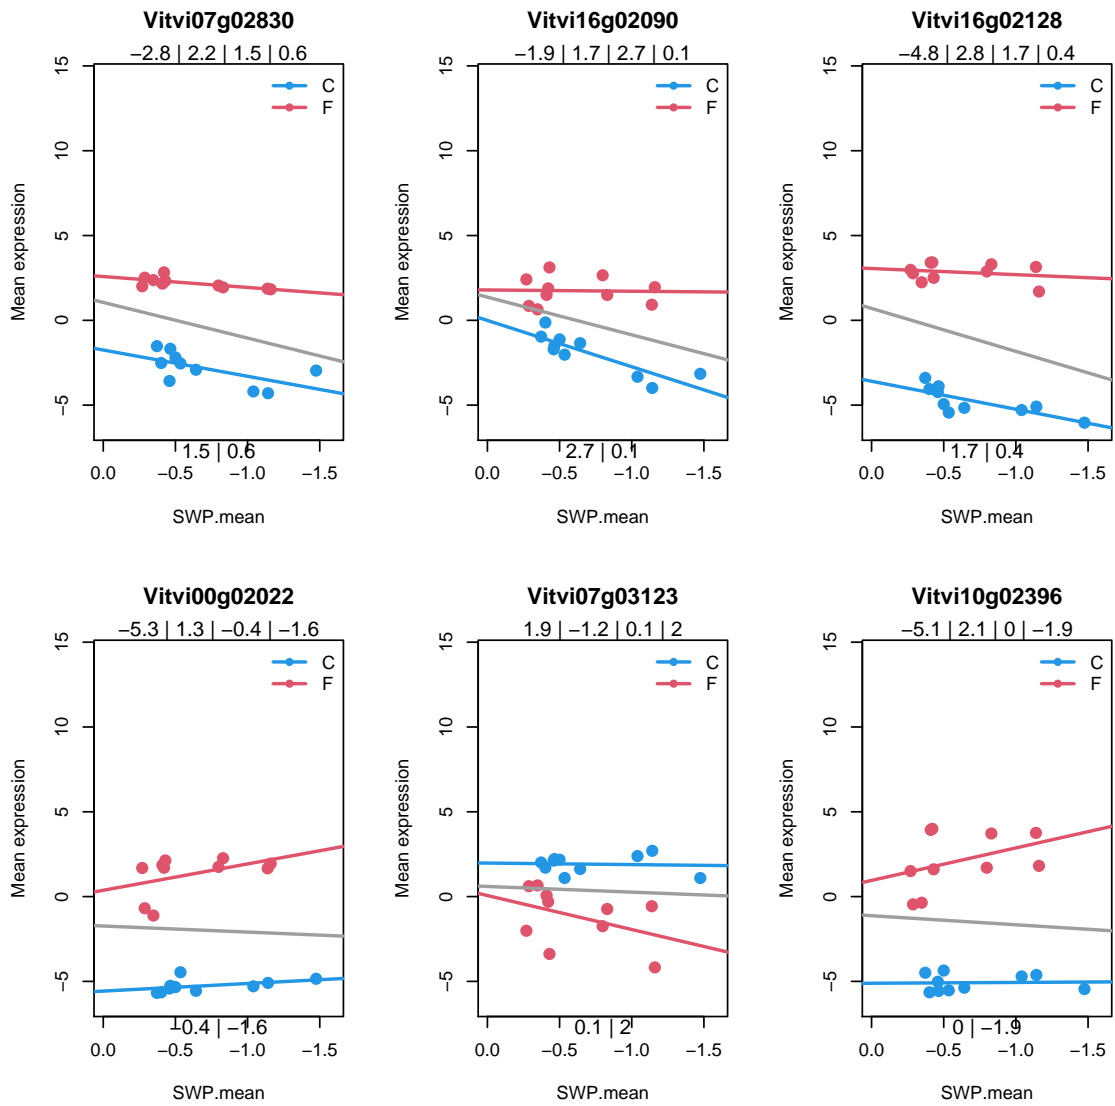 Vitvi07g02830
−2.8 | 2.2 | 1.5 | 0.6
15
10
5
0
−5
Mean expression
C
F
1.5 | 0.6
0.0 −0.5 −1.0 −1.5
SWP.mean
Vitvi16g02090
−1.9 | 1.7 | 2.7 | 0.1
15
10
5
0
−5
Mean expression
C
F
2.7 | 0.1
0.0 −0.5 −1.0 −1.5
SWP.mean
Vitvi16g02128
−4.8 | 2.8 | 1.7 | 0.4
15
10
5
0
−5
Mean expression
C
F
1.7 | 0.4
0.0 −0.5 −1.0 −1.5
SWP.mean
Vitvi00g02022
−5.3 | 1.3 | −0.4 | −1.6
15
10
5
0
−5
Mean expression
C
F
−0.4 | −1.6
0.0 −0.5 −1.0 −1.5
SWP.mean
Vitvi07g03123
1.9 | −1.2 | 0.1 | 2
15
10
5
0
−5
Mean expression
C
F
0.1 | 2
0.0 −0.5 −1.0 −1.5
SWP.mean
Vitvi10g02396
−5.1 | 2.1 | 0 | −1.9
15
10
5
0
−5
Mean expression
C
F
0 | −1.9
0.0 −0.5 −1.0 −1.5
SWP.mean